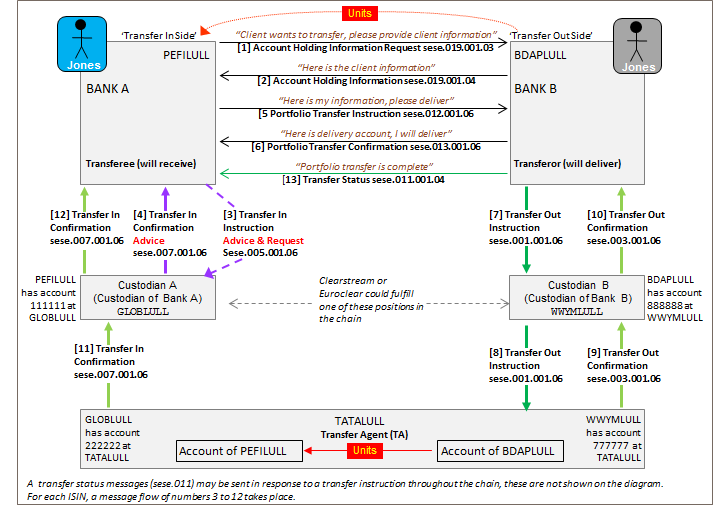 Units
'Transfer In Side'
'Transfer Out Side'
"Client wants to transfer, please provide client information"
PEFILULL
[1] Account Holding Information Request sese.019.001.03
BDAPLULL
Jones
Jones
"Here is the client information"
[2] Account Holding Information sese.019.001.04
BANK A
BANK B
"Here is my information, please deliver"
[5 Portfolio Transfer Instruction sese.012.001.06
"Here is delivery account, I will deliver"
[6] Portfolio Transfer Confirmation sese.013.001.06
"Portfolio transfer is complete"
Transferee (will receive)
Transferor (will deliver)
[13] Transfer Status sese.011.001.04
[12] Transfer In
Confirmation
sese.007.001.06
[4] Transfer In
Confirmation
Advice
sese.007.001.06
[3] Transfer In
Instruction
Advice & Request
Sese.005.001.06
[7] Transfer Out
Instruction
sese.001.001.06
[10] Transfer Out
Confirmation
sese.003.001.06
PEFILULL
has account
111111 at
GLOBLULL
Custodian A
(Custodian of Bank A)
GLOBLULL
Clearstream or
Euroclear could fulfill
one of these positions in
the chain
Custodian B
(Custodian of Bank B)
WWYMLULL
BDAPLULL
has account
888888 at
WWYMLULL
[11] Transfer In
Confirmation
sese.007.001.06
[8] Transfer Out
Instruction
sese.001.001.06
[9] Transfer Out
Confirmation
sese.003.001.06
GLOBLULL
has account
222222 at
TATALULL
TATALULL
Transfer Agent (TA)
Account of PEFILULL
Units
Account of BDAPLULL
WWYMLULL
has account
777777 at
TATALULL
A transfer status messages (sese.011) may be sent in response to a transfer instruction throughout the chain, these are not shown on the diagram.
For each ISIN, a message flow of numbers 3 to 12 takes place.